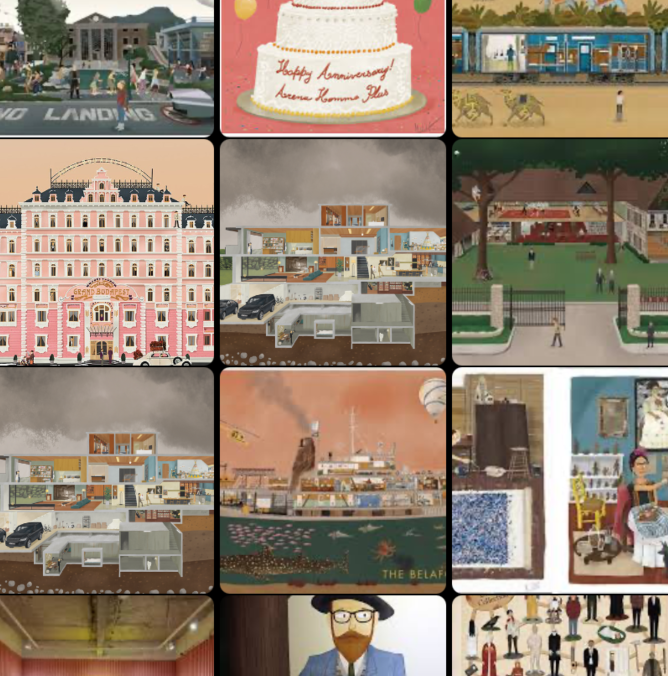 NO LANDING
Happy Anniversary!
Arena Homme Plus
GRAND BUDAPEST
THE BELAF